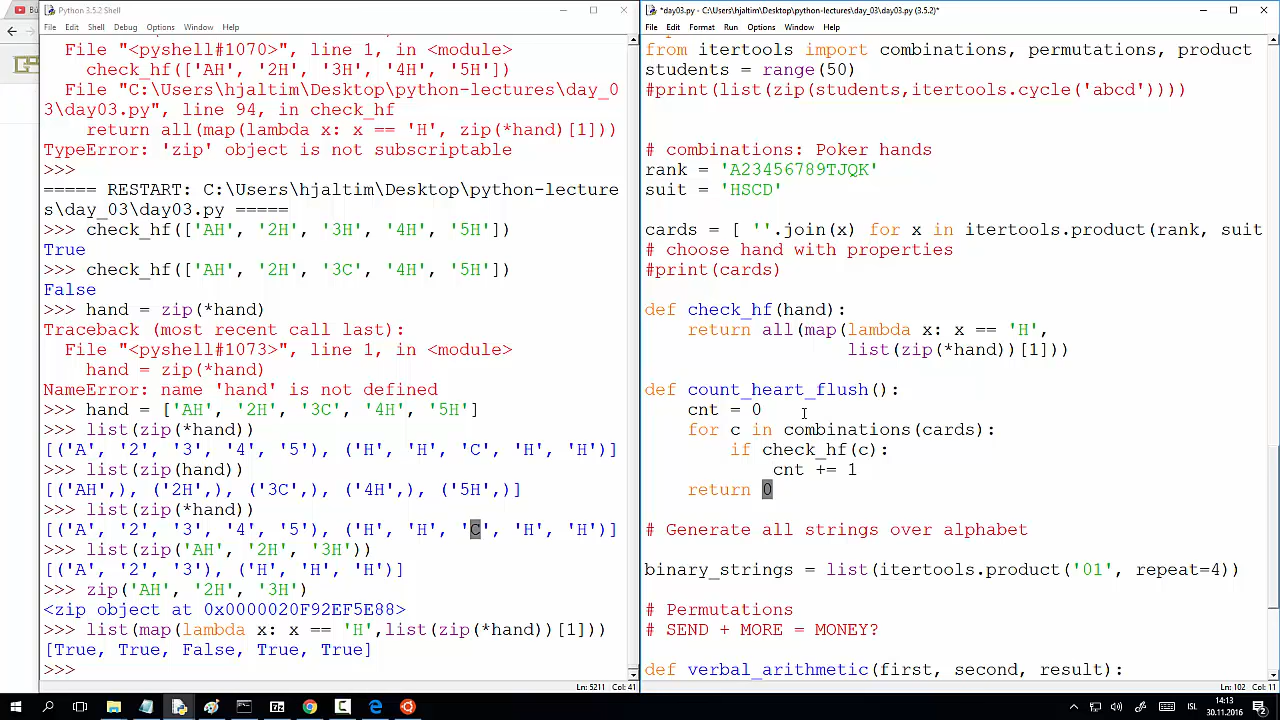 Python 3.5.2 Shell
File Edit Shell Debug Options Window Help
File "<pyshell#1070>", line 1, in <module>
check_hf(['AH', '2H', '3H', '4H', '5H'])
File "C:\Users\hjaltim\Desktop\python-lectures\day_0
3\day03.py", line 94, in check_hf
return all(map(lambda x: x == 'H', zip(*hand)[1]))
TypeError: 'zip' object is not subscriptable
>>>
===== RESTART: C:\Users\hjaltim\Desktop\python-lecture
s\day_03\day03.py =====
>>> check_hf(['AH', '2H', '3H', '4H', '5H'])
True
>>> check_hf(['AH', '2H', '3C', '4H', '5H'])
False
>>> hand = zip(*hand)
Traceback (most recent call last):
File "<pyshell#1073>", line 1, in <module>
hand = zip(*hand)
NameError: name 'hand' is not defined
>>> hand = ['AH', '2H', '3C', '4H', '5H']
>>> list(zip(*hand))
[('A', '2', '3', '4', '5'), ('H', 'H', 'C', 'H', 'H')]
>>> list(zip(hand))
[('AH',), ('2H',), ('3C',), ('4H',), ('5H',)]
>>> list(zip(*hand))
[('A', '2', '3', '4', '5'), ('H', 'H', 'C', 'H', 'H')]
>>> list(zip('AH', '2H', '3H'))
[('A', '2', '3'), ('H', 'H', 'H')]
>>> zip('AH', '2H', '3H')
<zip object at 0x0000020F92EF5E88>
>>> list(map(lambda x: x == 'H',list(zip(*hand))[1]))
[True, True, False, True, True]
>>>
Ln: 5211 Col: 41
*day03.py - C:\Users\hjaltim\Desktop\python-lectures\day_03\day03.py (3.5.2)*
File Edit Format Run Options Window Help
from itertools import combinations, permutations, product
students = range(50)
#print(list(zip(students,itertools.cycle('abcd'))))
# combinations: Poker hands
rank = 'A23456789TJQK'
suit = 'HSCD'
cards = [ ''.join(x) for x in itertools.product(rank, suit
# choose hand with properties
#print(cards)
def check_hf(hand):
return all(map(lambda x: x == 'H',
list(zip(*hand))[1]))
def count_heart_flush():
cnt = 0
for c in combinations(cards):
if check_hf(c):
cnt += 1
return 0
# Generate all strings over alphabet
binary_strings = list(itertools.product('01', repeat=4))
# Permutations
# SEND + MORE = MONEY?
def verbal_arithmetic(first, second, result):
Ln: 102 Col: 11
ISL
14:13
30.11.2016